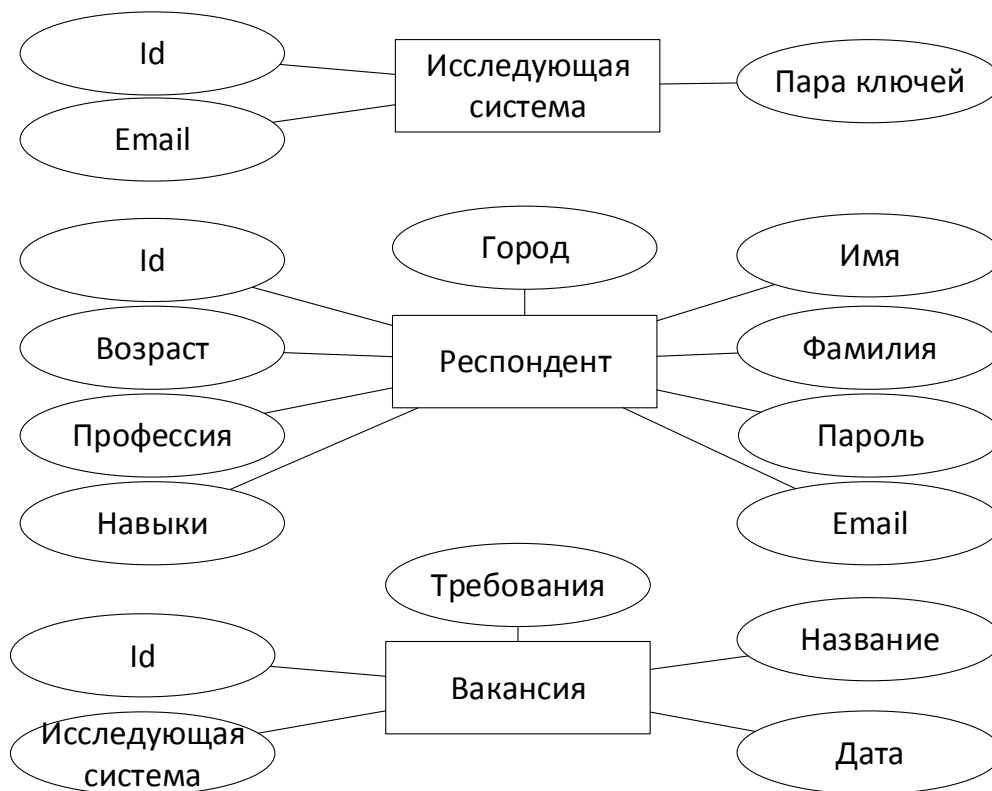 Id
Исследующая
система
Пара ключей
Email
Id
Город
Имя
Возраст
Респондент
Фамилия
Профессия
Пароль
Навыки
Email
Требования
Id
Вакансия
Название
Исследующая
система
Дата